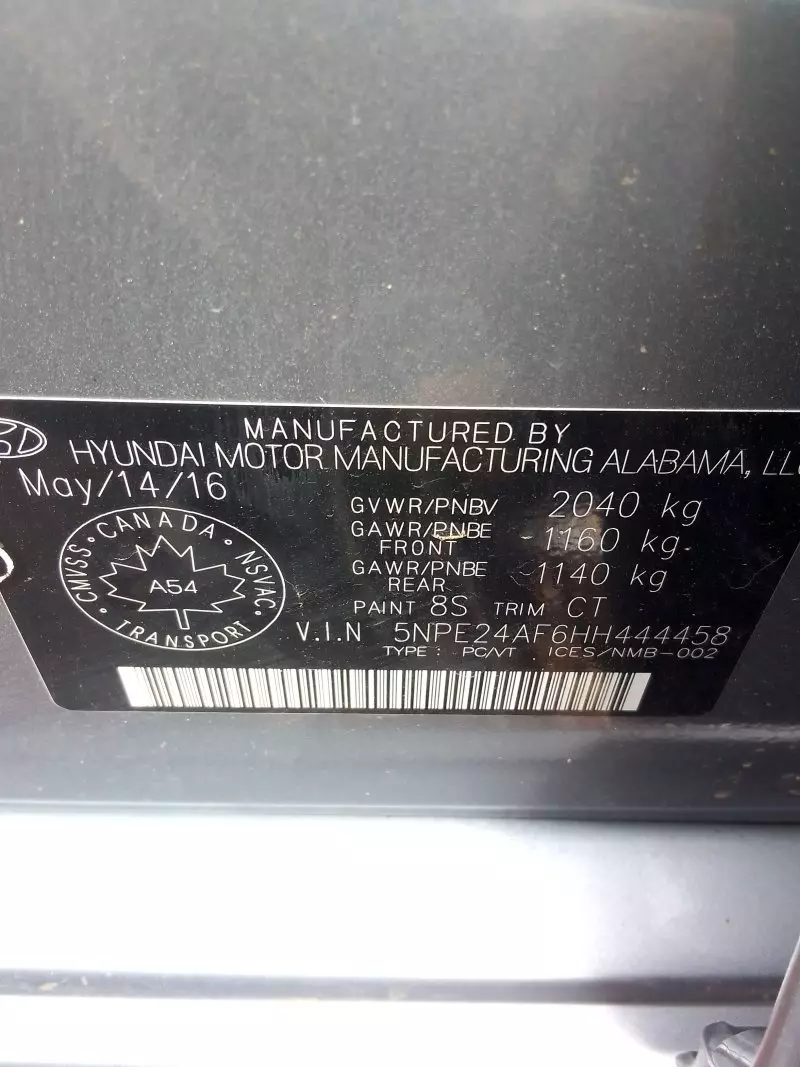 MANUFACTURED BY
HYUNDAI MOTOR MANUFACTURING ALABAMA, LLC
May/14/16
GVWR/PNBV 2040 kg
GAWR/PNBE FRONT 1160 kg
GAWR/PNBE REAR 1140 kg
PAINT 8S TRIM CT
V.I.N 5NPE24AF6HH444458
TYPE : PC/VT ICES/NMB-002
CANADA · NSVAC · TRANSPORT · CMVSS ·
A54